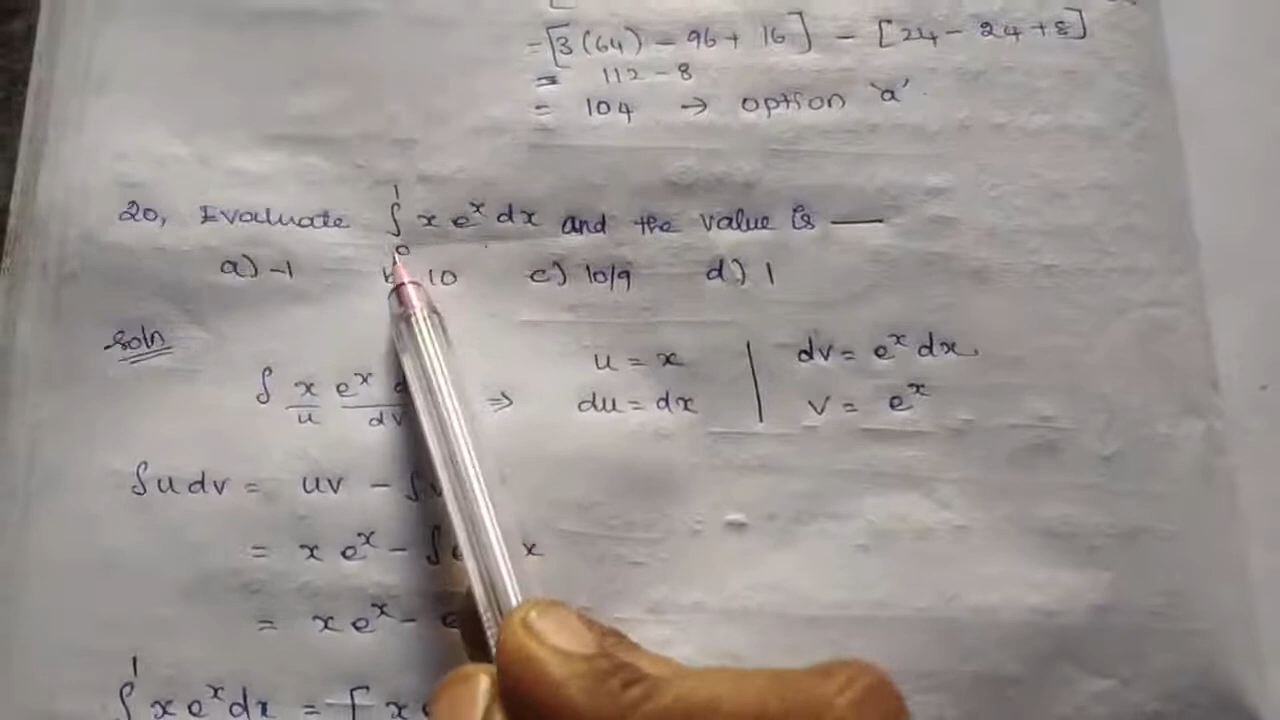 = [3(64) - 96 + 16] - [24 - 24 + 8]
= 112 - 8
= 104 → option 'a'.
20, Evaluate ∫₀¹ x eˣ dx and the value is —
a) -1 b) 10 c) 10/9 d) 1
Soln
∫ x eˣ d ⇒ u = x | dv = eˣ dx
u dv du = dx | v = eˣ
∫ u dv = uv - ∫
= x eˣ - ∫ x
= x eˣ -
∫¹ x eˣ dx = [ x